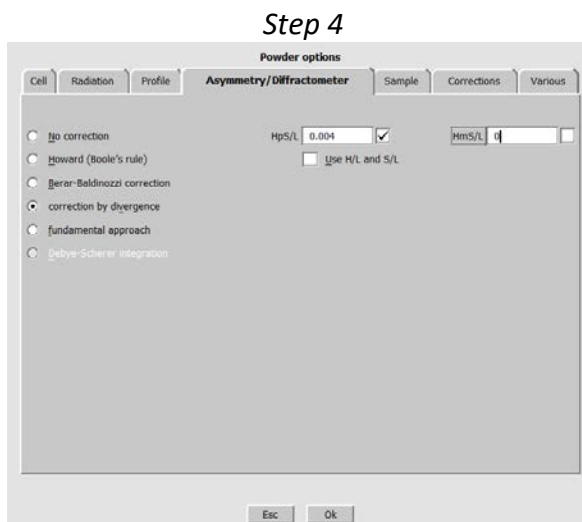 Step 4
Powder options
Cell Radiation Profile Asymmetry/Diffractometer Sample Corrections Various
No correction HpS/L 0.004 HmS/L 0
Howard (Boole's rule) Use H/L and S/L
Berar-Baldinozzi correction
correction by divergence
fundamental approach
Debye-Scherer integration
Esc Ok